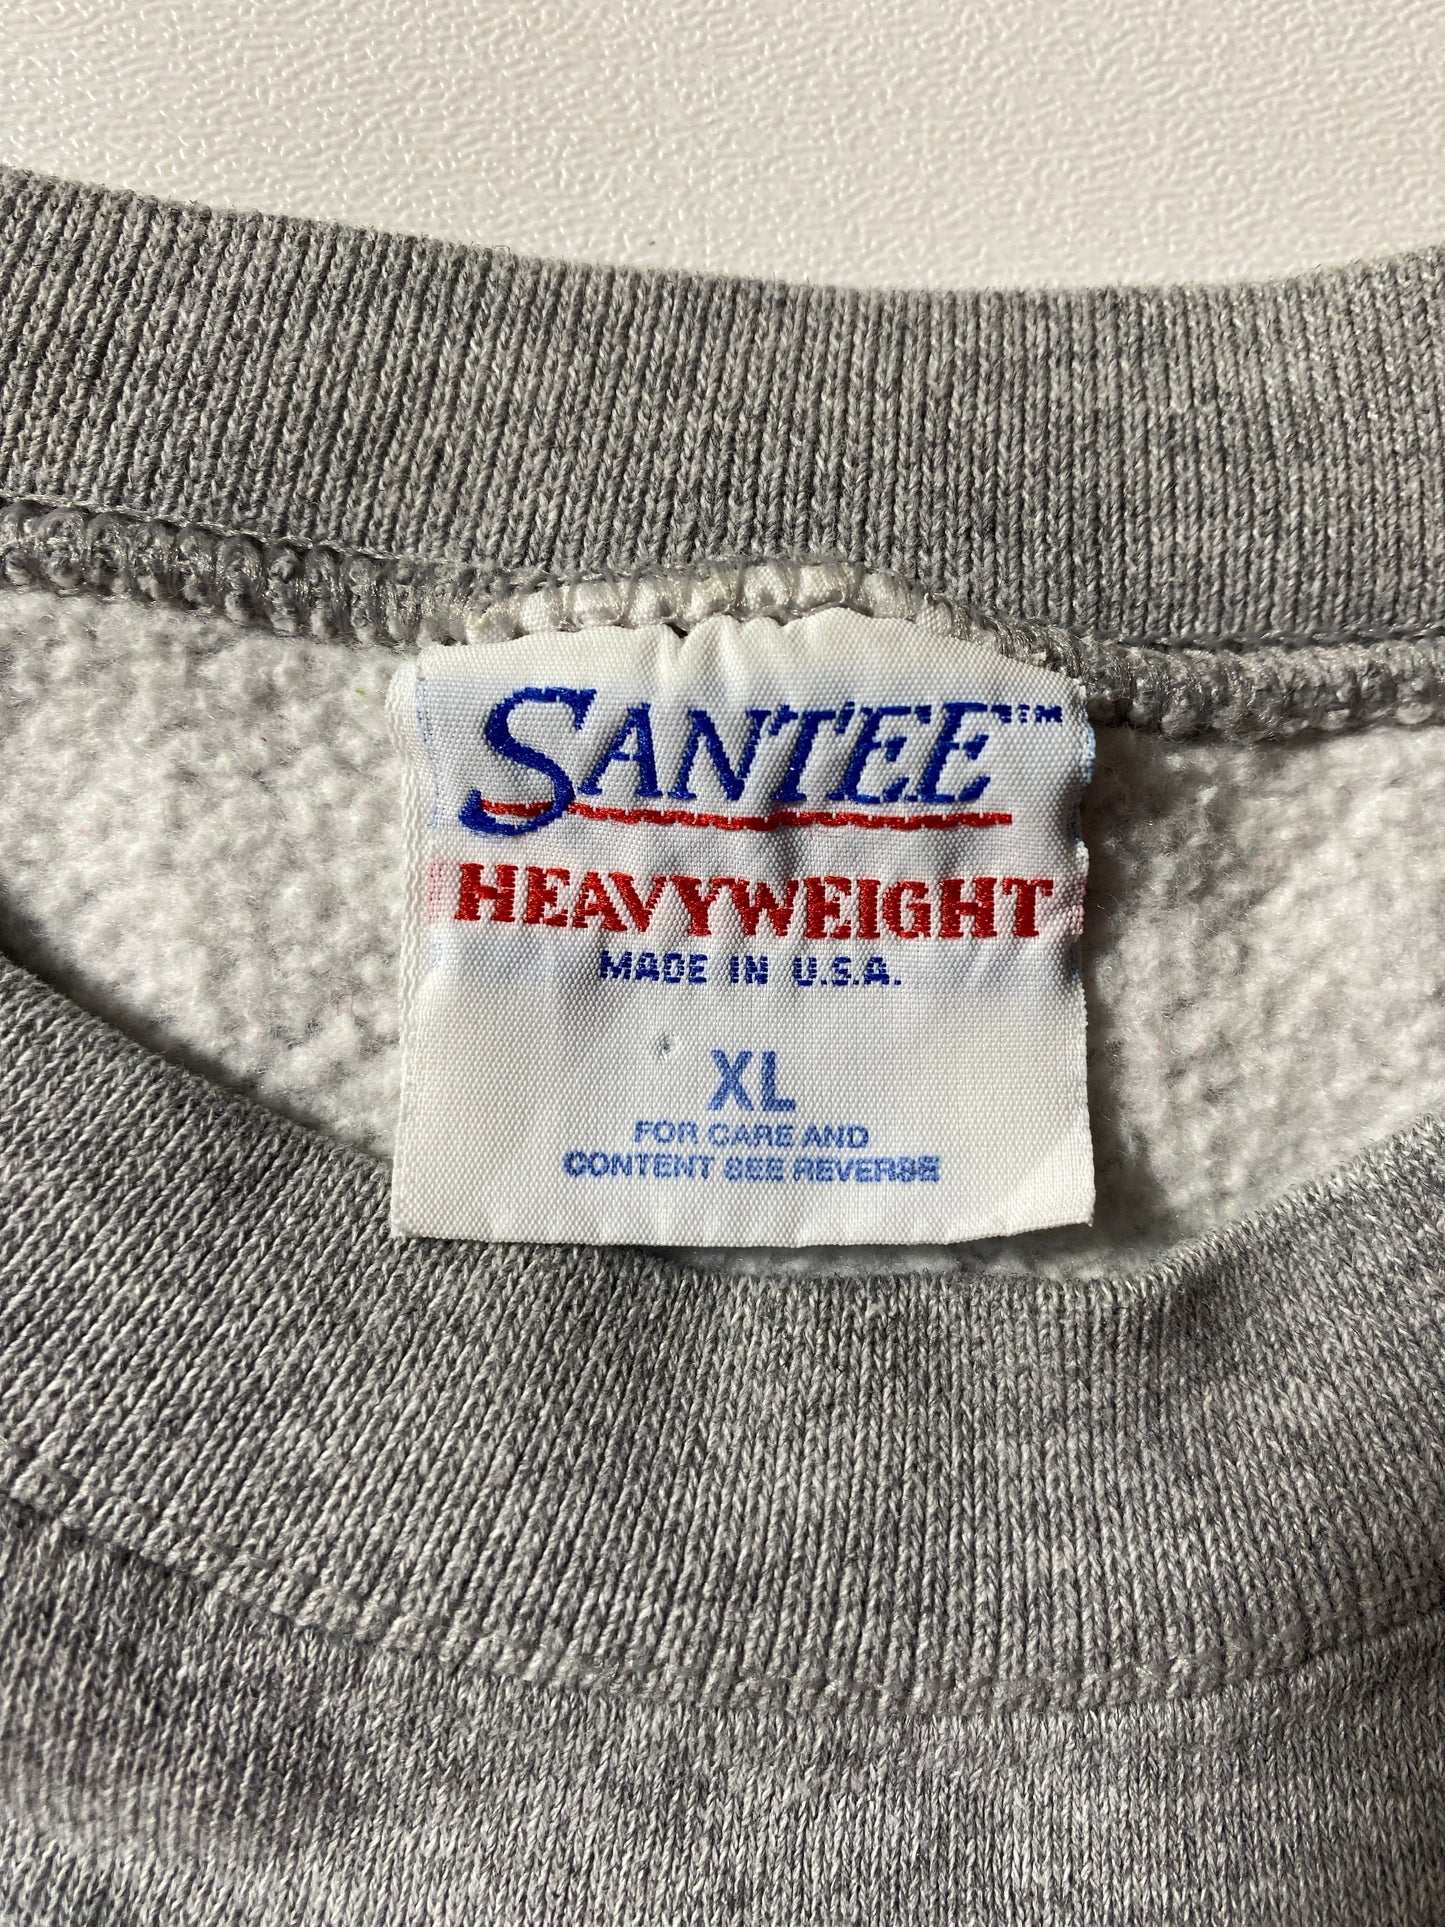 SANTEE™
HEAVYWEIGHT
MADE IN U.S.A.
XL
FOR CARE AND
CONTENT SEE REVERSE